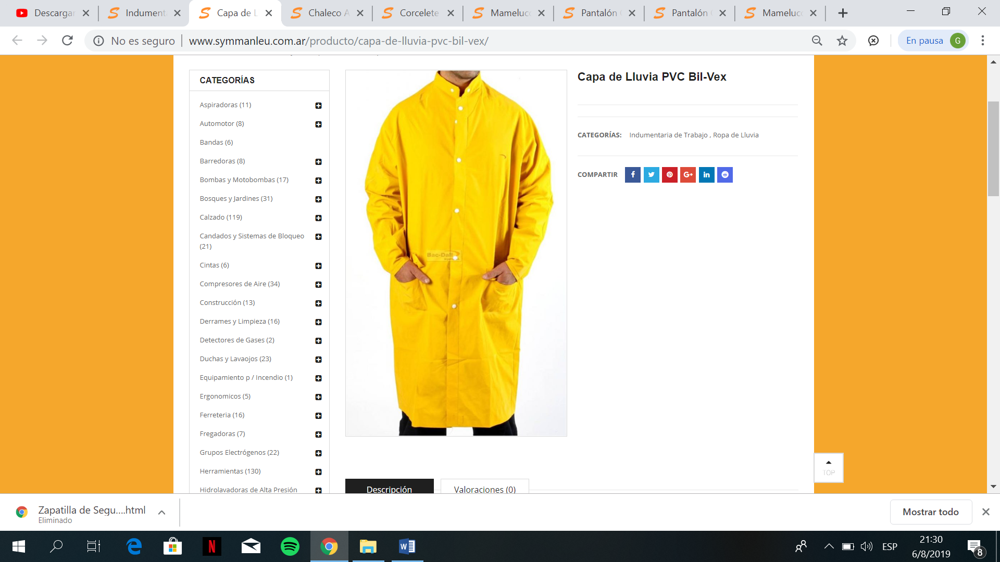 Descargar
Indument
Capa de L
Chaleco A
Corcelete
Mameluco
Pantalón
Pantalón
Mameluco
No es seguro
www.symmanleu.com.ar/producto/capa-de-lluvia-pvc-bil-vex/
En pausa
G
CATEGORÍAS
Aspiradoras (11)
Automotor (8)
Bandas (6)
Barredoras (8)
Bombas y Motobombas (17)
Bosques y Jardines (31)
Calzado (119)
Candados y Sistemas de Bloqueo
(21)
Cintas (6)
Compresores de Aire (34)
Construcción (13)
Derrames y Limpieza (16)
Detectores de Gases (2)
Duchas y Lavaojos (23)
Equipamiento p / Incendio (1)
Ergonomicos (5)
Ferreteria (16)
Fregadoras (7)
Grupos Electrógenos (22)
Herramientas (130)
Hidrolavadoras de Alta Presión
Bac-Dall
Capa de Lluvia PVC Bil-Vex
CATEGORÍAS: Indumentaria de Trabajo , Ropa de Lluvia
COMPARTIR
TOP
Descripción
Valoraciones (0)
Zapatilla de Segu....html
Eliminado
Mostrar todo
ESP
21:30
6/8/2019
8